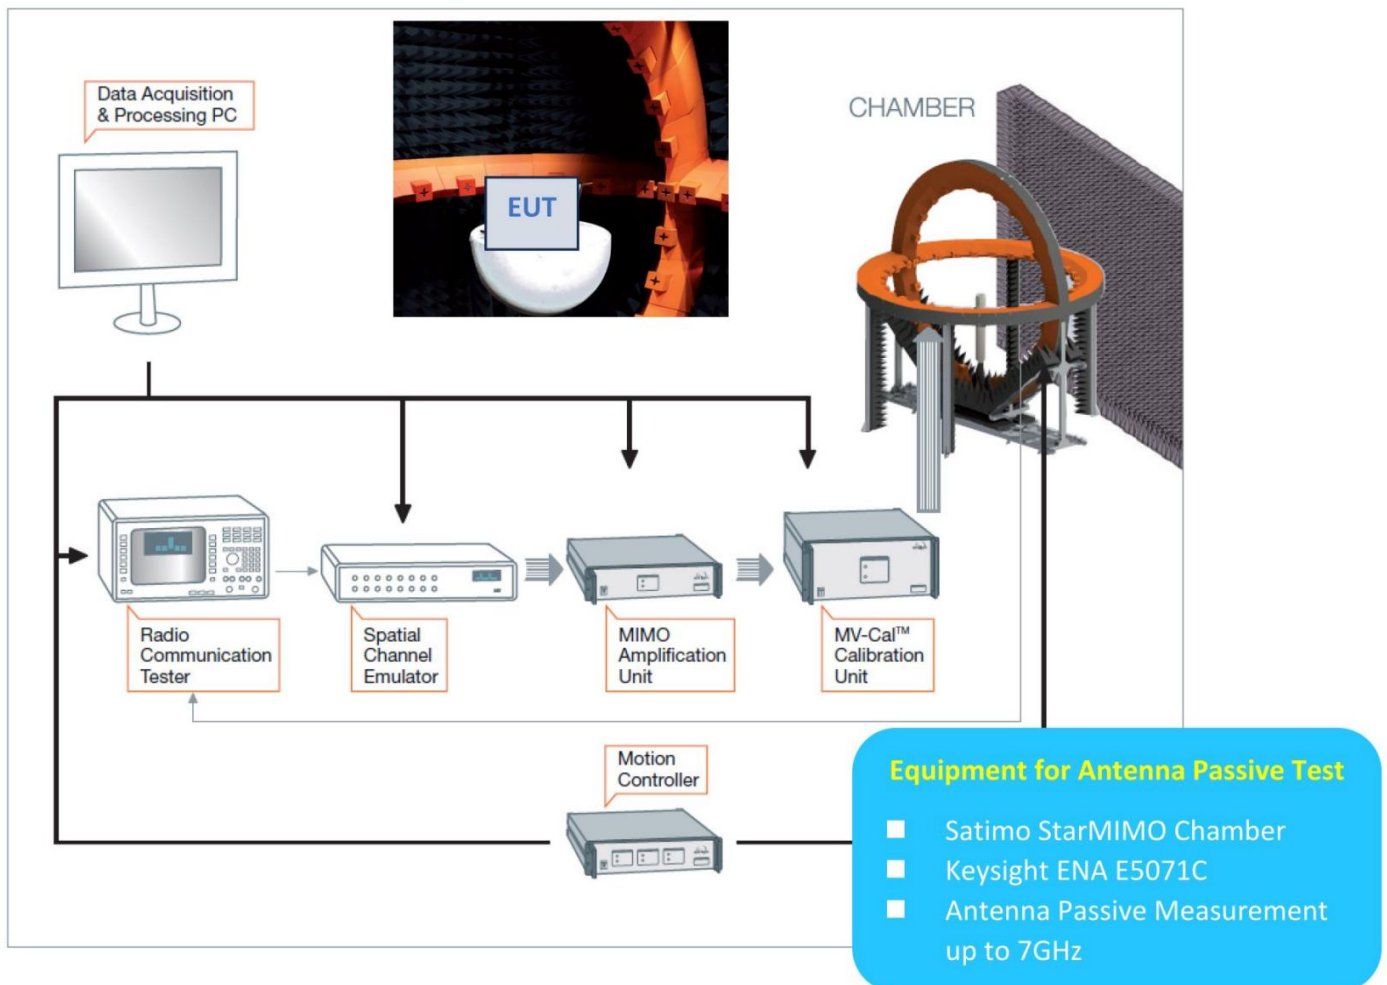 Data Acquisition
& Processing PC
EUT
CHAMBER
Radio
Communication
Tester
Spatial
Channel
Emulator
MIMO
Amplification
Unit
MV-Cal™
Calibration
Unit
Motion
Controller
Equipment for Antenna Passive Test
Satimo StarMIMO Chamber
Keysight ENA E5071C
Antenna Passive Measurement
up to 7GHz